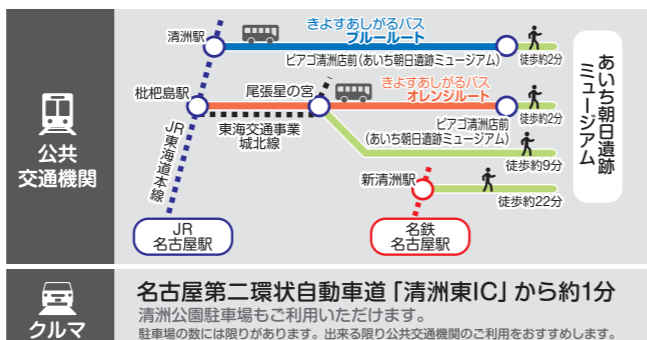 公共
交通機関
清洲駅
きよすあしがるバス
ブルールート
ピアゴ清洲店前(あいち朝日遺跡ミュージアム)
徒歩約2分
枇杷島駅
尾張星の宮
きよすあしがるバス
オレンジルート
ピアゴ清洲店前
(あいち朝日遺跡ミュージアム)
徒歩約2分
東海交通事業
城北線
JR東海道本線
徒歩約9分
新清洲駅
徒歩約22分
JR
名古屋駅
名鉄
名古屋駅
あいち朝日遺跡
ミュージアム
クルマ
名古屋第二環状自動車道「清洲東IC」から約1分
清洲公園駐車場もご利用いただけます。
駐車場の数には限りがあります。出来る限り公共交通機関のご利用をおすすめします。